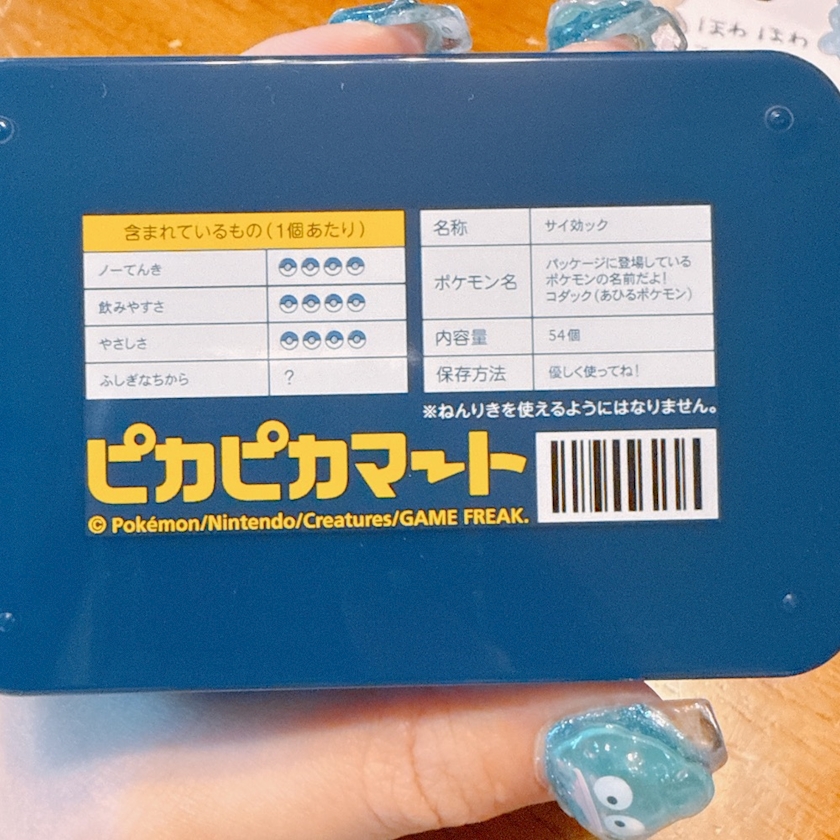 ほわ ほわ
含まれているもの(1個あたり)
ノーてんき
飲みやすさ
やさしさ
ふしぎなちから ?
名称 サイ効ック
ポケモン名 パッケージに登場している
ポケモンの名前だよ!
コダック(あひるポケモン)
内容量 54個
保存方法 優しく使ってね!
※ねんりきを使えるようにはなりません。
ピカピカマート
© Pokémon/Nintendo/Creatures/GAME FREAK.